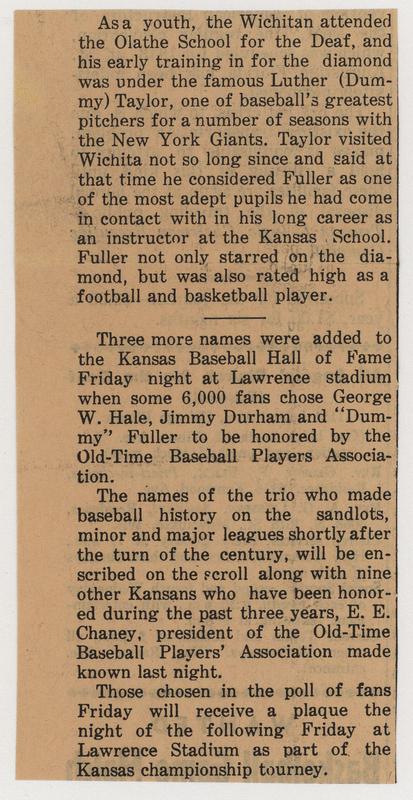 As a youth, the Wichitan attended
the Olathe School for the Deaf, and
his early training in for the diamond
was under the famous Luther (Dum-
my) Taylor, one of baseball's greatest
pitchers for a number of seasons with
the New York Giants. Taylor visited
Wichita not so long since and said at
that time he considered Fuller as one
of the most adept pupils he had come
in contact with in his long career as
an instructor at the Kansas School.
Fuller not only starred on the dia-
mond, but was also rated high as a
football and basketball player.
Three more names were added to
the Kansas Baseball Hall of Fame
Friday night at Lawrence stadium
when some 6,000 fans chose George
W. Hale, Jimmy Durham and "Dum-
my" Fuller to be honored by the
Old-Time Baseball Players Associa-
tion.
The names of the trio who made
baseball history on the sandlots,
minor and major leagues shortly after
the turn of the century, will be en-
scribed on the scroll along with nine
other Kansans who have been honor-
ed during the past three years, E. E.
Chaney, president of the Old-Time
Baseball Players' Association made
known last night.
Those chosen in the poll of fans
Friday will receive a plaque the
night of the following Friday at
Lawrence Stadium as part of the
Kansas championship tourney.